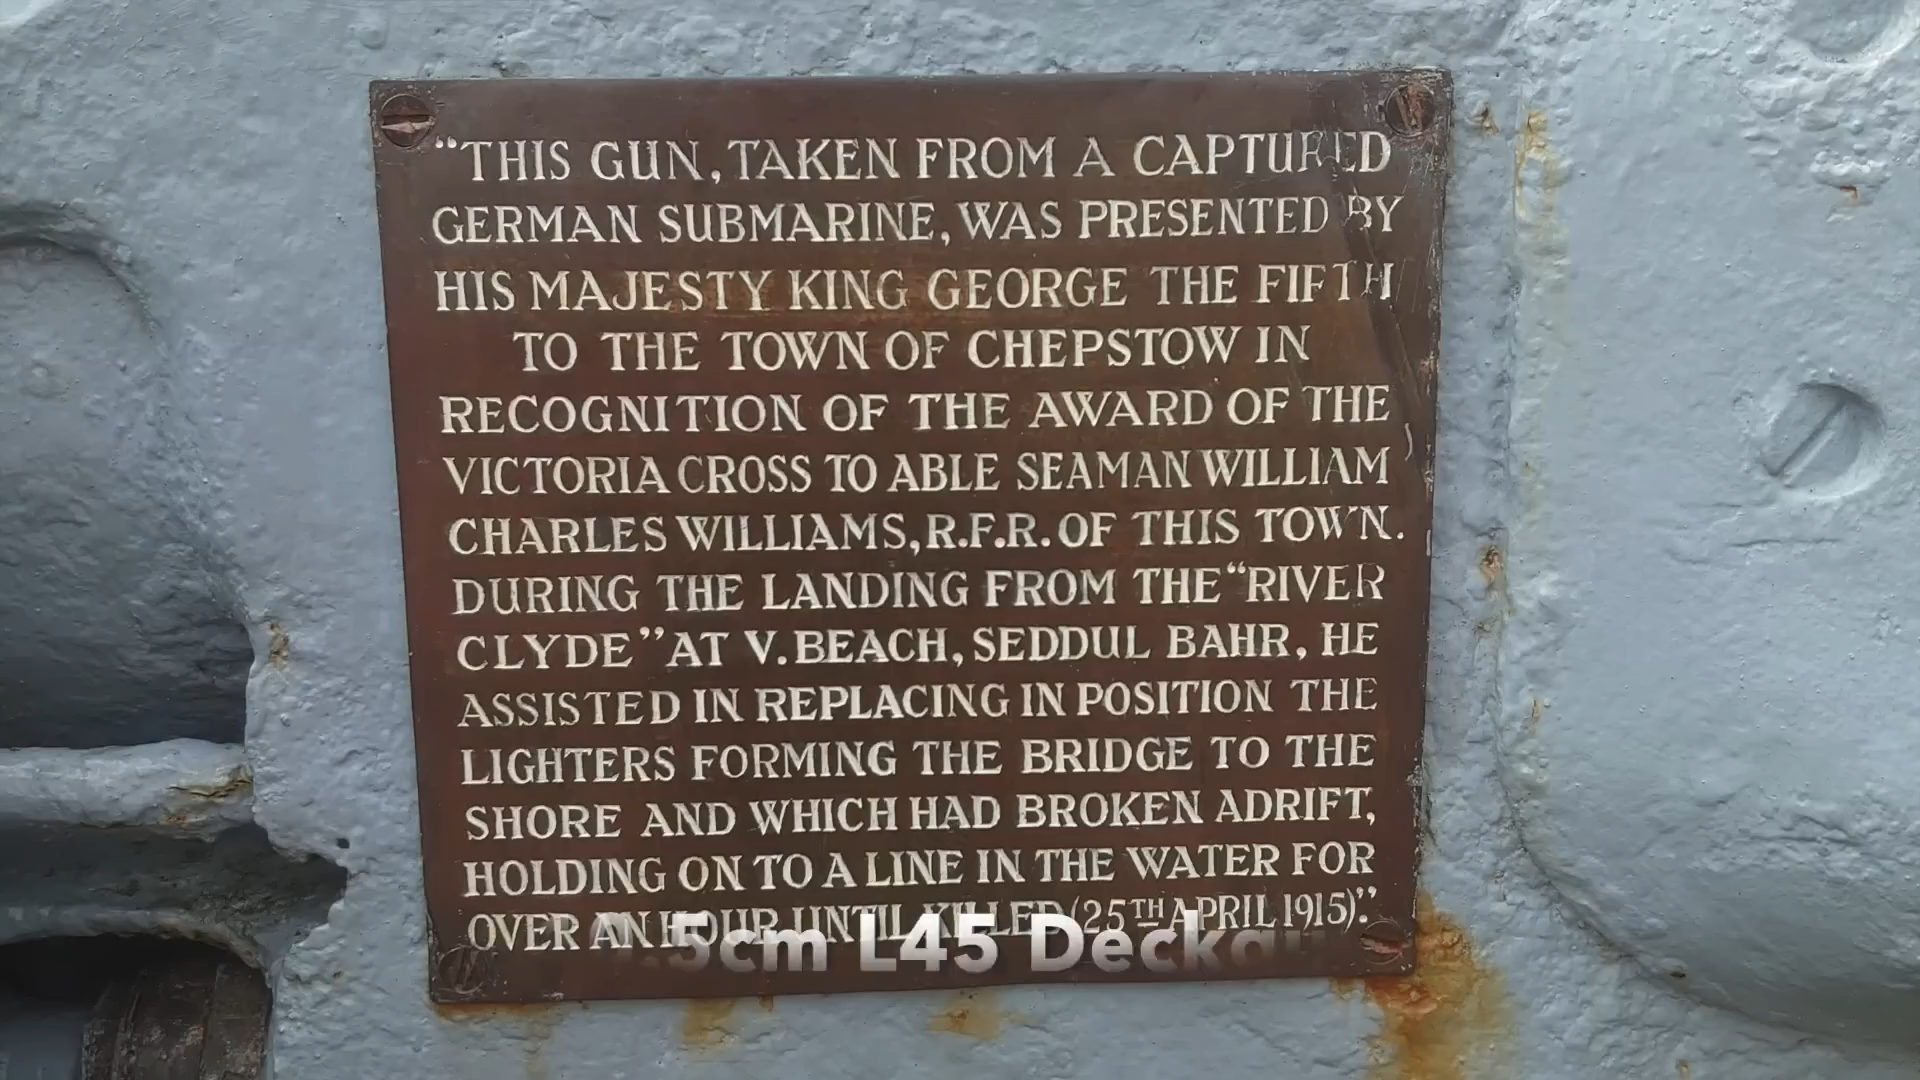 “THIS GUN, TAKEN FROM A CAPTURED
GERMAN SUBMARINE, WAS PRESENTED BY
HIS MAJESTY KING GEORGE THE FIFTH
TO THE TOWN OF CHEPSTOW IN
RECOGNITION OF THE AWARD OF THE
VICTORIA CROSS TO ABLE SEAMAN WILLIAM
CHARLES WILLIAMS, R.F.R. OF THIS TOWN.
DURING THE LANDING FROM THE “RIVER
CLYDE” AT V. BEACH, SEDDUL BAHR, HE
ASSISTED IN REPLACING IN POSITION THE
LIGHTERS FORMING THE BRIDGE TO THE
SHORE AND WHICH HAD BROKEN ADRIFT,
HOLDING ON TO A LINE IN THE WATER FOR
OVER AN HOUR UNTIL KILLED (25TH APRIL 1915).”
L45